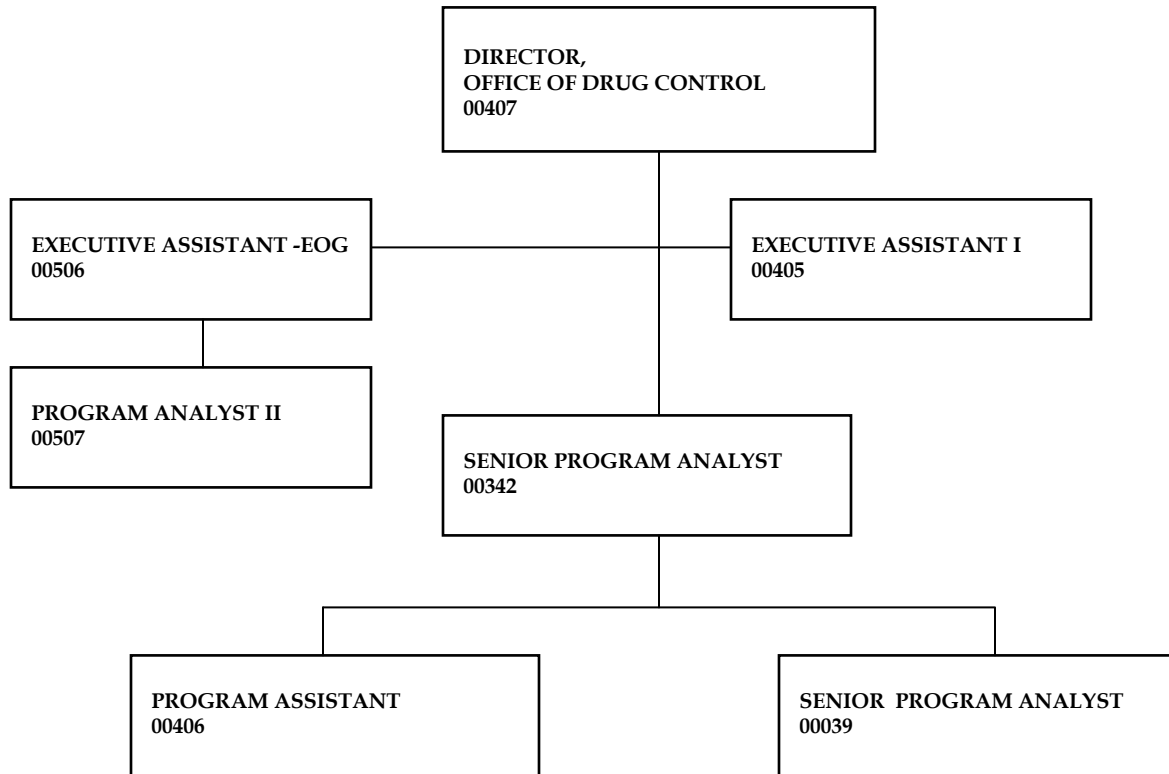 DIRECTOR,
OFFICE OF DRUG CONTROL
00407
EXECUTIVE ASSISTANT -EOG
00506
EXECUTIVE ASSISTANT I
00405
PROGRAM ANALYST II
00507
SENIOR PROGRAM ANALYST
00342
PROGRAM ASSISTANT
00406
SENIOR  PROGRAM ANALYST
00039